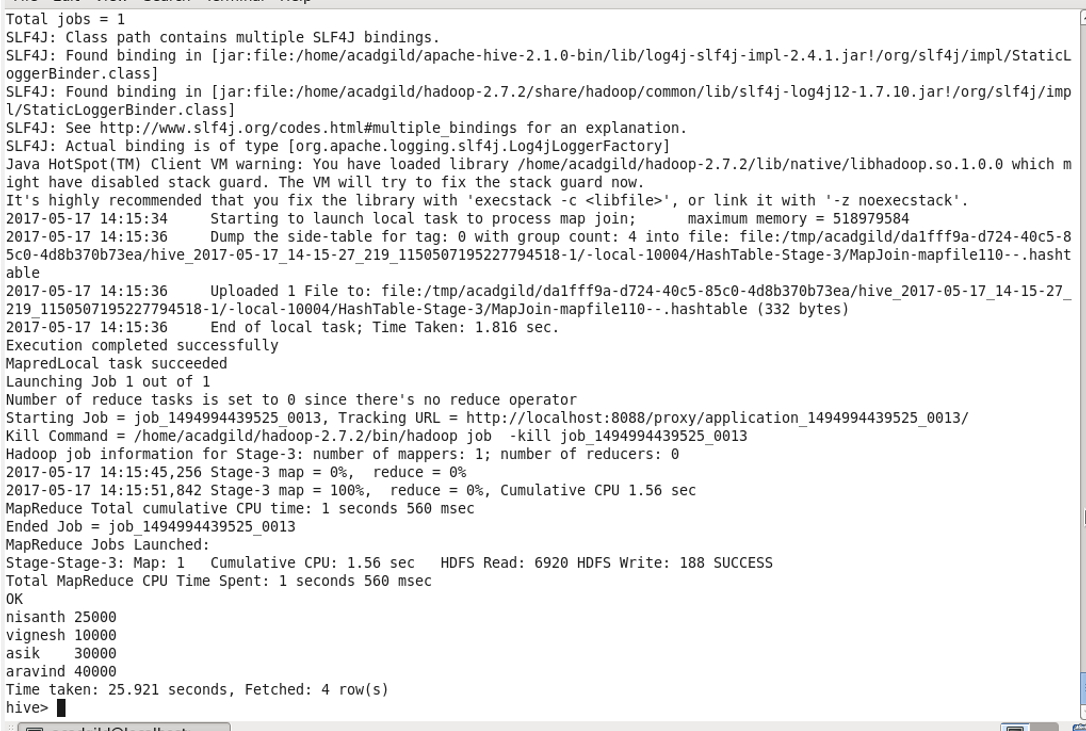 Total jobs = 1
SLF4J: Class path contains multiple SLF4J bindings.
SLF4J: Found binding in [jar:file:/home/acadgild/apache-hive-2.1.0-bin/lib/log4j-slf4j-impl-2.4.1.jar!/org/slf4j/impl/StaticL
oggerBinder.class]
SLF4J: Found binding in [jar:file:/home/acadgild/hadoop-2.7.2/share/hadoop/common/lib/slf4j-log4j12-1.7.10.jar!/org/slf4j/imp
l/StaticLoggerBinder.class]
SLF4J: See http://www.slf4j.org/codes.html#multiple_bindings for an explanation.
SLF4J: Actual binding is of type [org.apache.logging.slf4j.Log4jLoggerFactory]
Java HotSpot(TM) Client VM warning: You have loaded library /home/acadgild/hadoop-2.7.2/lib/native/libhadoop.so.1.0.0 which m
ight have disabled stack guard. The VM will try to fix the stack guard now.
It's highly recommended that you fix the library with 'execstack -c <libfile>', or link it with '-z noexecstack'.
2017-05-17 14:15:34     Starting to launch local task to process map join;      maximum memory = 518979584
2017-05-17 14:15:36     Dump the side-table for tag: 0 with group count: 4 into file: file:/tmp/acadgild/da1fff9a-d724-40c5-8
5c0-4d8b370b73ea/hive_2017-05-17_14-15-27_219_1150507195227794518-1/-local-10004/HashTable-Stage-3/MapJoin-mapfile110--.hasht
able
2017-05-17 14:15:36     Uploaded 1 File to: file:/tmp/acadgild/da1fff9a-d724-40c5-85c0-4d8b370b73ea/hive_2017-05-17_14-15-27_
219_1150507195227794518-1/-local-10004/HashTable-Stage-3/MapJoin-mapfile110--.hashtable (332 bytes)
2017-05-17 14:15:36     End of local task; Time Taken: 1.816 sec.
Execution completed successfully
MapredLocal task succeeded
Launching Job 1 out of 1
Number of reduce tasks is set to 0 since there's no reduce operator
Starting Job = job_1494994439525_0013, Tracking URL = http://localhost:8088/proxy/application_1494994439525_0013/
Kill Command = /home/acadgild/hadoop-2.7.2/bin/hadoop job  -kill job_1494994439525_0013
Hadoop job information for Stage-3: number of mappers: 1; number of reducers: 0
2017-05-17 14:15:45,256 Stage-3 map = 0%,  reduce = 0%
2017-05-17 14:15:51,842 Stage-3 map = 100%,  reduce = 0%, Cumulative CPU 1.56 sec
MapReduce Total cumulative CPU time: 1 seconds 560 msec
Ended Job = job_1494994439525_0013
MapReduce Jobs Launched:
Stage-Stage-3: Map: 1   Cumulative CPU: 1.56 sec   HDFS Read: 6920 HDFS Write: 188 SUCCESS
Total MapReduce CPU Time Spent: 1 seconds 560 msec
OK
nisanth 25000
vignesh 10000
asik    30000
aravind 40000
Time taken: 25.921 seconds, Fetched: 4 row(s)
hive>